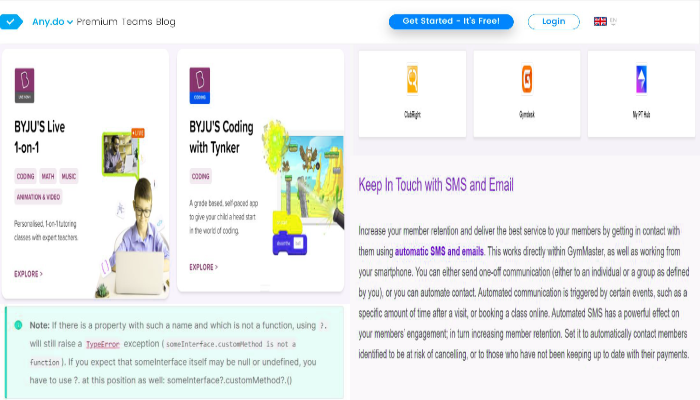 Any.do Premium Teams Blog
Get Started - It's Free!
Login
EN
BYJU'S Live
1-on-1
CODING MATH MUSIC
ANIMATION & VIDEO
Personalised, 1-on-1 tutoring
classes with expert teachers.
EXPLORE >
LIVE
CODING
BYJU'S Coding
with Tynker
CODING
A grade based, self-paced app
to give your child a head start
in the world of coding.
EXPLORE >
ClubRight
Gymdesk
My PT Hub
Keep In Touch with SMS and Email
Increase your member retention and deliver the best service to your members by getting in contact with
them using automatic SMS and emails. This works directly within GymMaster, as well as working from
your smartphone. You can either send one-off communication (either to an individual or a group as defined
by you), or you can automate contact. Automated communication is triggered by certain events, such as a
specific amount of time after a visit, or booking a class online. Automated SMS has a powerful effect on
your members' engagement; in turn increasing member retention. Set it to automatically contact members
identified to be at risk of cancelling, or to those who have not been keeping up to date with their payments.
Note: If there is a property with such a name and which is not a function, using ?.
will still raise a TypeError exception (someInterface.customMethod is not a
function). If you expect that someInterface itself may be null or undefined, you
have to use ?. at this position as well: someInterface?.customMethod?.()